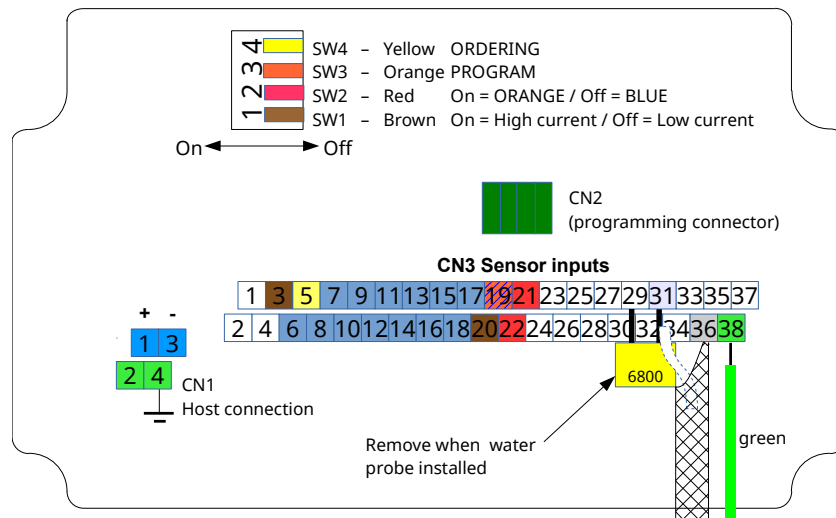 4 SW4 – Yellow ORDERING
3 SW3 – Orange PROGRAM
2 SW2 – Red On = ORANGE / Off = BLUE
1 SW1 – Brown On = High current / Off = Low current
On Off
CN2
(programming connector)
CN3 Sensor inputs
1 3 5 7 9 11 13 15 17 19 21 23 25 27 29 31 33 35 37
2 4 6 8 10 12 14 16 18 20 22 24 26 28 30 32 34 36 38
+ -
1 3
2 4
CN1
Host connection
6800
Remove when water
probe installed
green